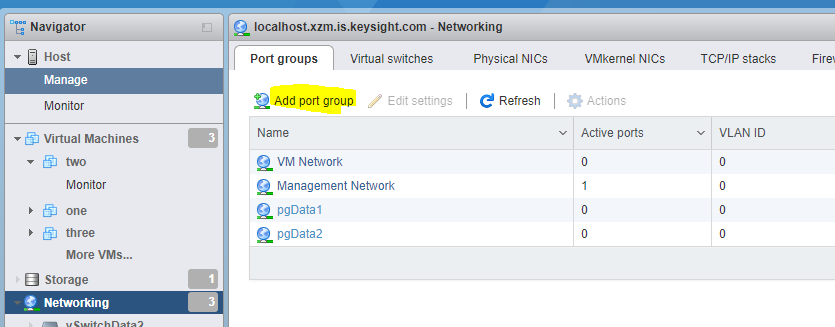 Navigator
localhost.xzm.is.keysight.com - Networking
Host
Manage
Monitor
Virtual Machines 3
two
Monitor
one
three
More VMs...
Storage 1
Networking 3
vSwitchData2
Port groups Virtual switches Physical NICs VMkernel NICs TCP/IP stacks
Add port group Edit settings Refresh Actions
Name Active ports VLAN ID
VM Network 0 0
Management Network 1 0
pgData1 0 0
pgData2 0 0